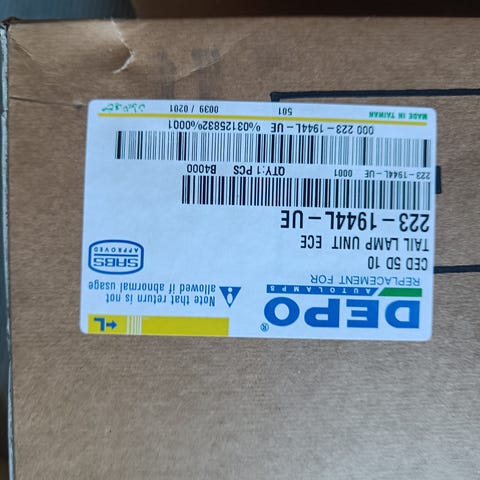 DEPO®
AUTOLAMPS
←L
REPLACEMENT FOR
Note that return is not
allowed if abnormal usage
CED 5D 10
TAIL LAMP UNIT ECE
SABS
APPROVED
223-1944L-UE
223-1944L-UE 0001 QTY:1 PCS B4000
000 223-1944L-UE %031255832%0001
MADE IN TAIWAN
501
0039 / 0201